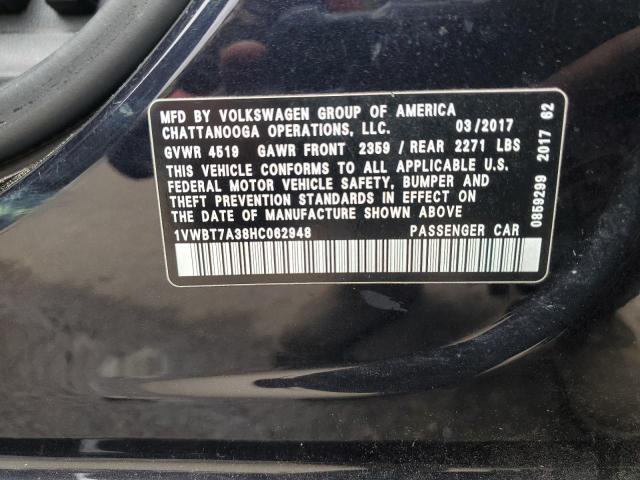 MFD BY VOLKSWAGEN GROUP OF AMERICA
CHATTANOOGA OPERATIONS, LLC. 03/2017
GVWR 4519 GAWR FRONT 2359 / REAR 2271 LBS
THIS VEHICLE CONFORMS TO ALL APPLICABLE U.S.
FEDERAL MOTOR VEHICLE SAFETY, BUMPER AND
THEFT PREVENTION STANDARDS IN EFFECT ON
THE DATE OF MANUFACTURE SHOWN ABOVE
1VWBT7A38HC062948 PASSENGER CAR
0859299 2017 62